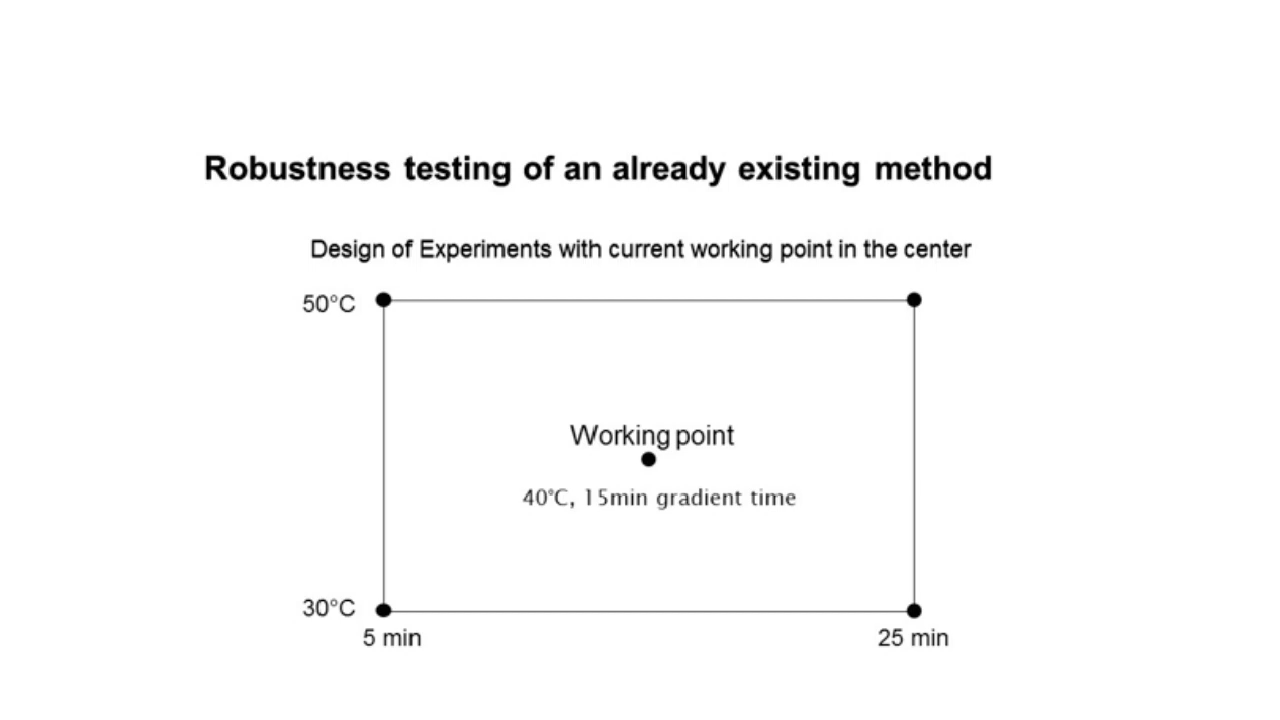 Robustness testing of an already existing method
Design of Experiments with current working point in the center
50°C
Working point
40°C, 15min gradient time
30°C
5 min
25 min